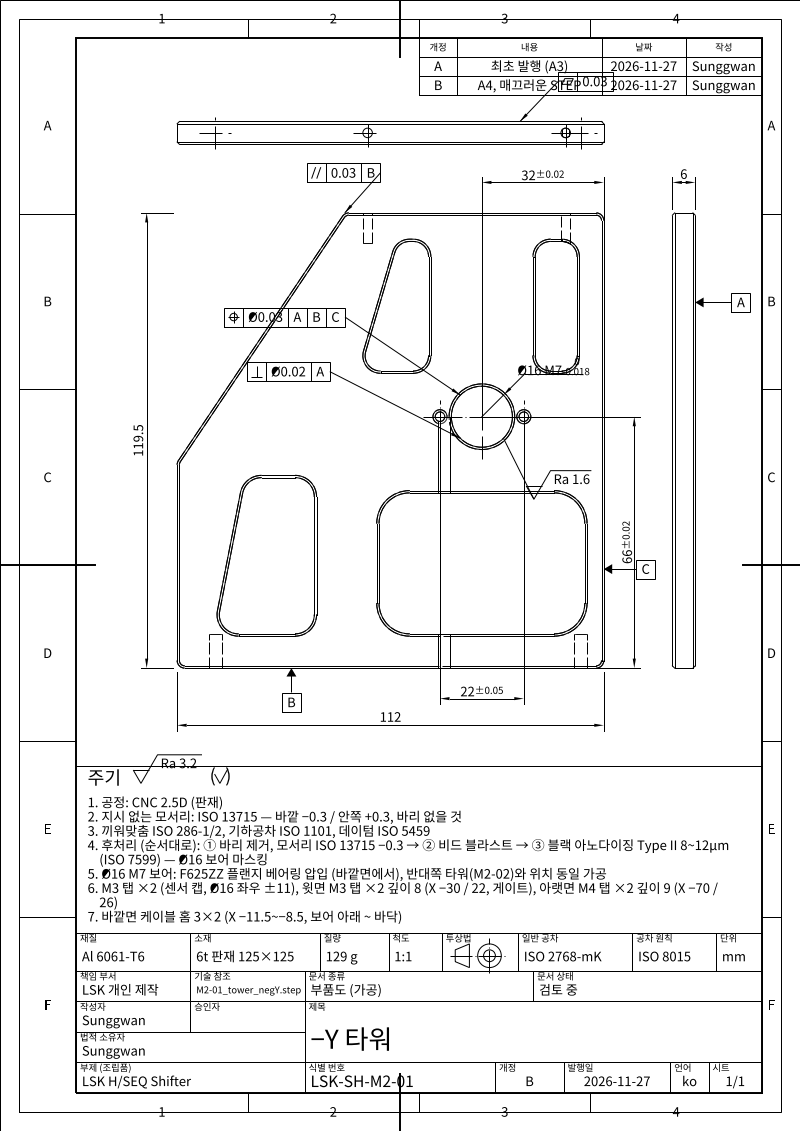 1 2 3 4
개정 내용 날짜 작성
A 최초 발행 (A3) 2026-11-27 Sunggwan
B A4, 매끄러운 STEP 2026-11-27 Sunggwan
▱ 0.03
A A
// 0.03 B
32±0.02
6
B B
A
⌖ ⌀0.03 A B C
⊥ ⌀0.02 A
⌀16 M7 -0.018
119.5
C C
Ra 1.6
66±0.02
C
D D
B
22±0.05
112
Ra 3.2
주기 (√)
E E
1. 공정: CNC 2.5D (판재)
2. 지시 없는 모서리: ISO 13715 — 바깥 −0.3 / 안쪽 +0.3, 바리 없을 것
3. 끼워맞춤 ISO 286-1/2, 기하공차 ISO 1101, 데이텀 ISO 5459
4. 후처리 (순서대로): ① 바리 제거, 모서리 ISO 13715 −0.3 → ② 비드 블라스트 → ③ 블랙 아노다이징 Type II 8~12μm
(ISO 7599) — ⌀16 보어 마스킹
5. ⌀16 M7 보어: F625ZZ 플랜지 베어링 압입 (바깥면에서), 반대쪽 타워(M2-02)와 위치 동일 가공
6. M3 탭 ×2 (센서 캡, ⌀16 좌우 ±11), 윗면 M3 탭 ×2 깊이 8 (X −30 / 22, 게이트), 아랫면 M4 탭 ×2 깊이 9 (X −70 /
26)
7. 바깥면 케이블 홈 3×2 (X −11.5~−8.5, 보어 아래 ~ 바닥)
재질 소재 질량 척도 투상법 일반 공차 공차 원칙 단위
Al 6061-T6 6t 판재 125×125 129 g 1:1 ISO 2768-mK ISO 8015 mm
책임 부서 기술 참조 문서 종류 문서 상태
LSK 개인 제작 M2-01_tower_negY.step 부품도 (가공) 검토 중
F F
작성자 승인자 제목
Sunggwan
−Y 타워
법적 소유자
Sunggwan
부제 (조립품) 식별 번호 개정 발행일 언어 시트
LSK H/SEQ Shifter LSK-SH-M2-01 B 2026-11-27 ko 1/1
1 2 3 4